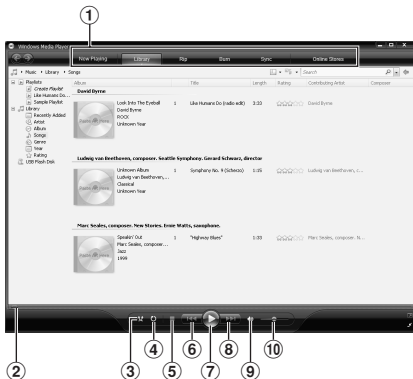 1
Windows Media Player
Now Playing Library Rip Burn Sync Online Stores
Music Library Songs Search
Playlists
Create Playlist
Like Humans Do...
Sample Playlist
Library
Recently Added
Artist
Album
Songs
Genre
Year
Rating
USB Flash Disk
Album Title Length Rating Contributing Artist Composer
David Byrne
Look Into The Eyeball 1 Like Humans Do (radio edit) 3:33 David Byrne
David Byrne
ROCK
Unknown Year
Ludwig van Beethoven, composer. Seattle Symphony. Gerard Schwarz, director
Unknown Album 1 Symphony No. 9 (Scherzo) 1:15 Ludwig van Beethoven, c...
Ludwig van Beethoven,...
Classical
Unknown Year
Marc Seales, composer. New Stories. Ernie Watts, saxophone.
Speakin' Out 1 "Highway Blues" 1:33 Marc Seales, composer. N...
Marc Seales, composer...
Jazz
1999
2 3 4 5 6 7 8 9 10